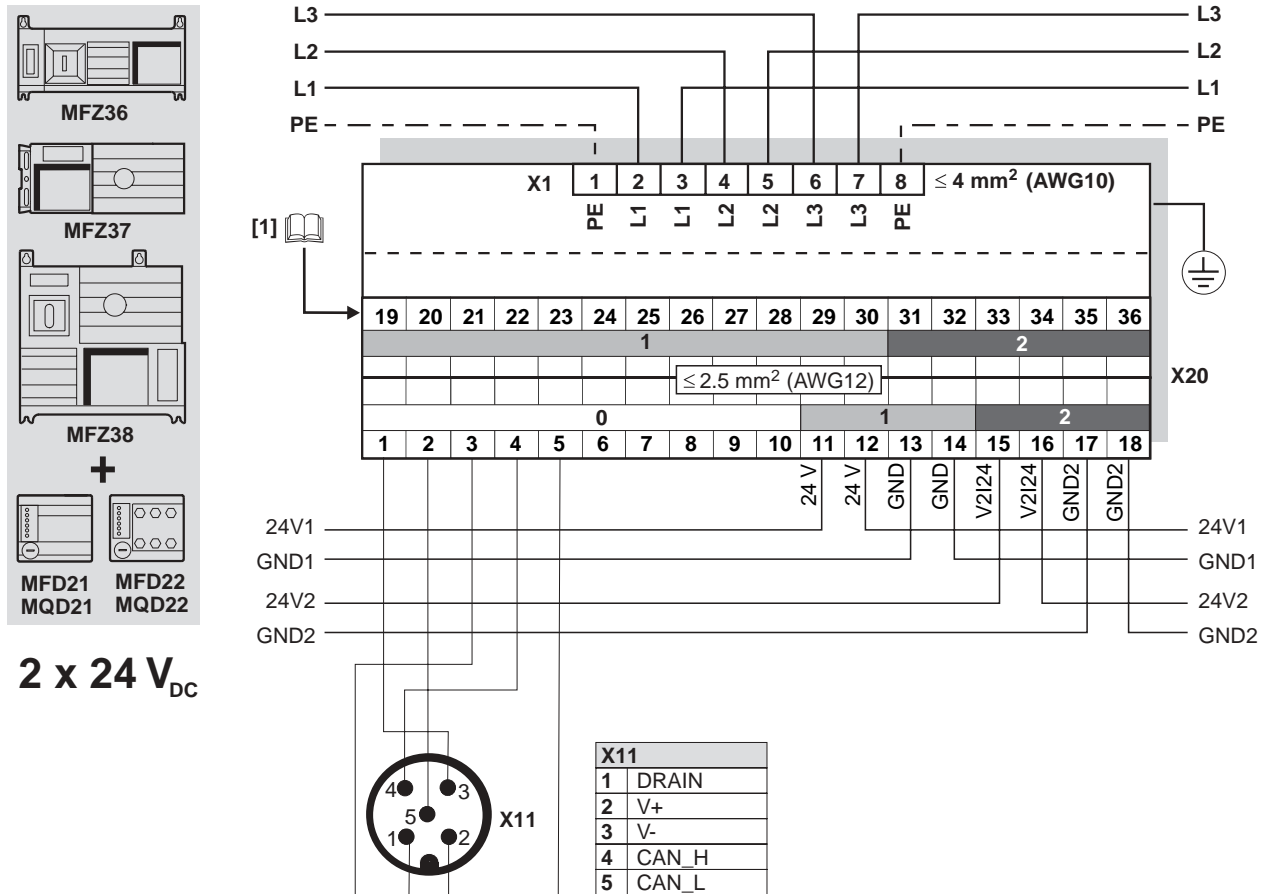 MFZ36
MFZ37
MFZ38
+
MFD21 MFD22
MQD21 MQD22
2 x 24 V DC
L3 L3
L2 L2
L1 L1
PE PE
X1 1 2 3 4 5 6 7 8 ≤ 4 mm² (AWG10)
PE L1 L1 L2 L2 L3 L3 PE
[1]
19 20 21 22 23 24 25 26 27 28 29 30 31 32 33 34 35 36
1 2
≤ 2.5 mm² (AWG12)
X20
0 1 2
1 2 3 4 5 6 7 8 9 10 11 12 13 14 15 16 17 18
24 V 24 V GND GND V2I24 V2I24 GND2 GND2
24V1 24V1
GND1 GND1
24V2 24V2
GND2 GND2
4 3
5
1 2
X11
X11
1 DRAIN
2 V+
3 V-
4 CAN_H
5 CAN_L